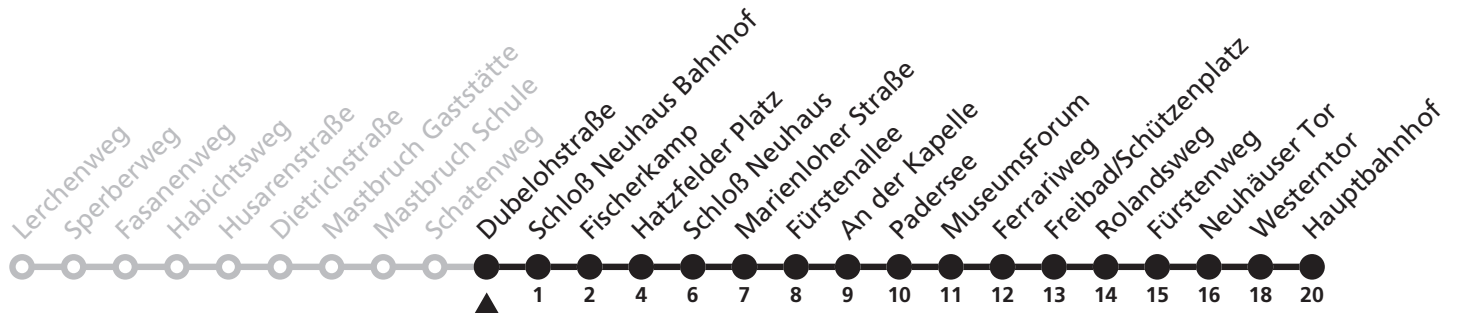 Lerchenweg
Sperberweg
Fasanenweg
Habichtsweg
Husarenstraße
Dietrichstraße
Mastbruch Gaststätte
Mastbruch Schule
Schatenweg
Dubelohstraße
Schloß Neuhaus Bahnhof
Fischerkamp
Hatzfelder Platz
Schloß Neuhaus
Marienloher Straße
Fürstenallee
An der Kapelle
Padersee
MuseumsForum
Ferrariweg
Freibad/Schützenplatz
Rolandsweg
Fürstenweg
Neuhäuser Tor
Westerntor
Hauptbahnhof
1 2 4 6 7 8 9 10 11 12 13 14 15 16 18 20